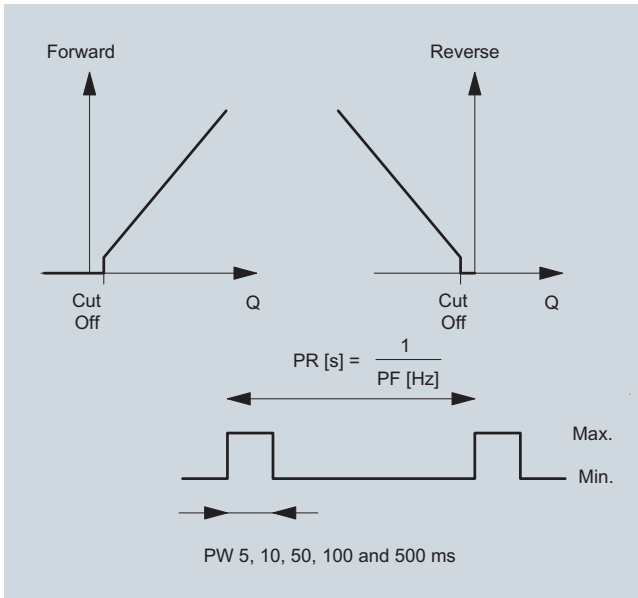 Forward
Reverse
Cut
Off
Q
Cut
Off
Q
PR [s] = 1
PF [Hz]
Max.
Min.
PW 5, 10, 50, 100 and 500 ms